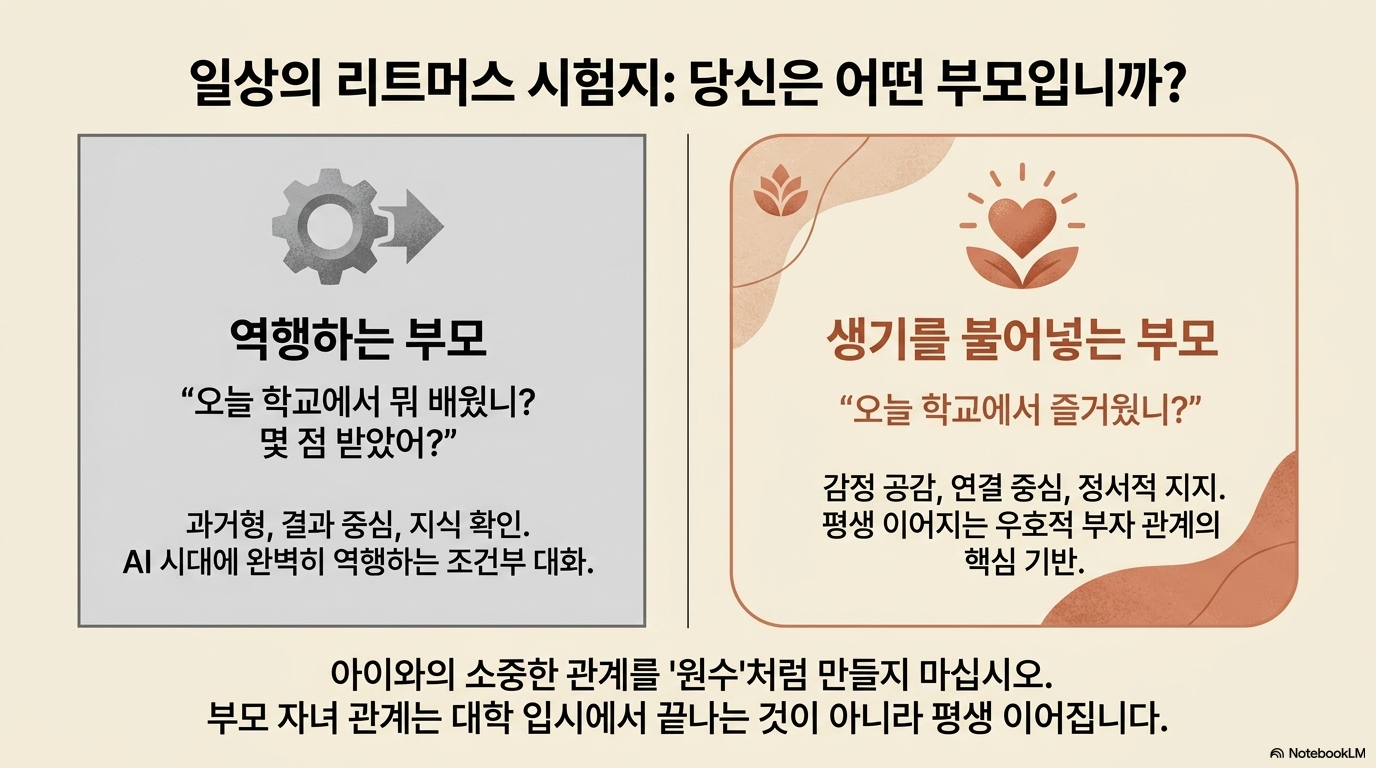 일상의 리트머스 시험지: 당신은 어떤 부모입니까?
역행하는 부모
“오늘 학교에서 뭐 배웠니?
몇 점 받았어?”
과거형, 결과 중심, 지식 확인.
AI 시대에 완벽히 역행하는 조건부 대화.
생기를 불어넣는 부모
“오늘 학교에서 즐거웠니?”
감정 공감, 연결 중심, 정서적 지지.
평생 이어지는 우호적 부자 관계의
핵심 기반.
아이와의 소중한 관계를 '원수'처럼 만들지 마십시오.
부모 자녀 관계는 대학 입시에서 끝나는 것이 아니라 평생 이어집니다.
NotebookLM